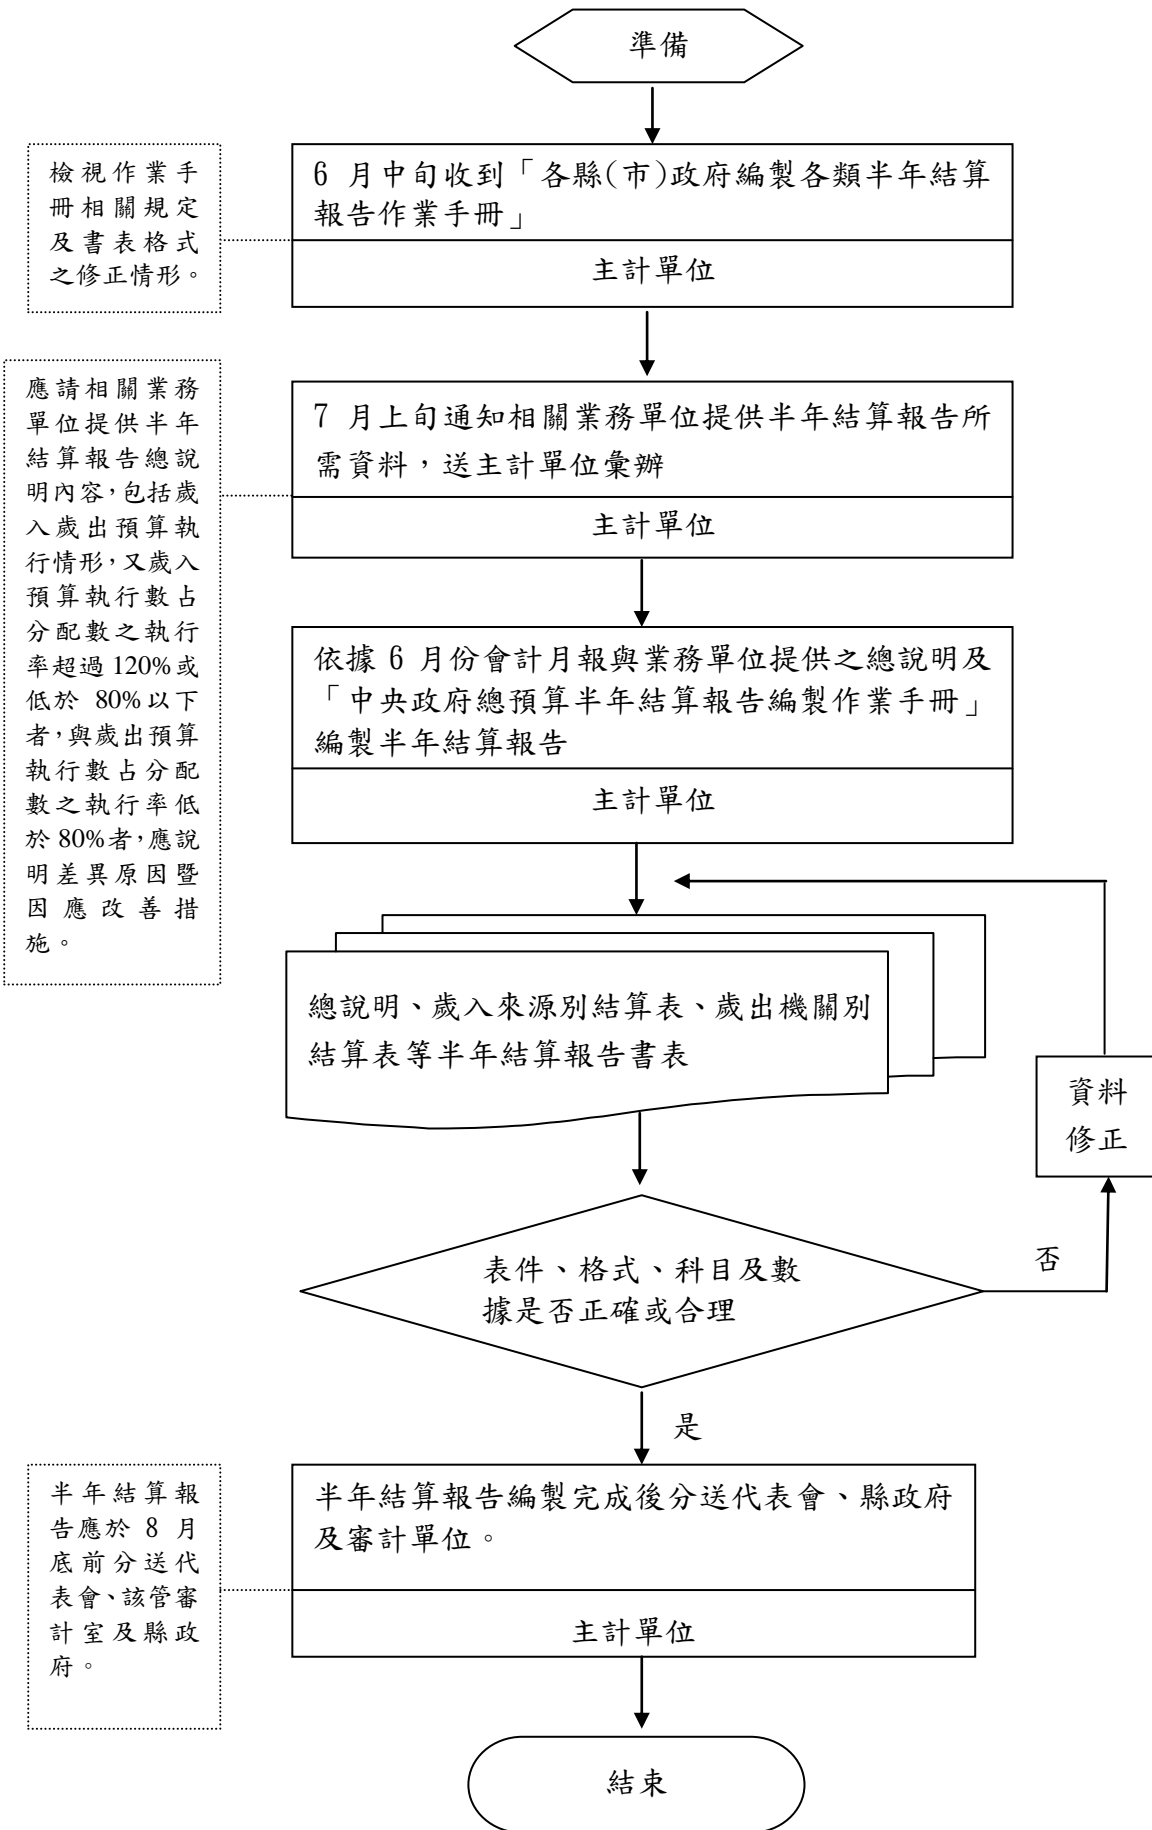 準備
檢視作業手
冊相關規定
及書表格式
之修正情形。
6 月中旬收到「各縣(市)政府編製各類半年結算
報告作業手冊」
主計單位
應請相關業務
單位提供半年
結算報告總說
明內容,包括歲
入歲出預算執
行情形,又歲入
預算執行數占
分配數之執行
率超過 120%或
低於 80%以下
者,與歲出預算
執行數占分配
數之執行率低
於 80%者,應說
明差異原因暨
因應改善措
施。
7 月上旬通知相關業務單位提供半年結算報告所
需資料,送主計單位彙辦
主計單位
依據 6 月份會計月報與業務單位提供之總說明及
「中央政府總預算半年結算報告編製作業手冊」
編製半年結算報告
主計單位
總說明、歲入來源別結算表、歲出機關別
結算表等半年結算報告書表
資料
修正
表件、格式、科目及數
據是否正確或合理
否
是
半年結算報
告應於 8 月
底前分送代
表會、該管審
計室及縣政
府。
半年結算報告編製完成後分送代表會、縣政府
及審計單位。
主計單位
結束